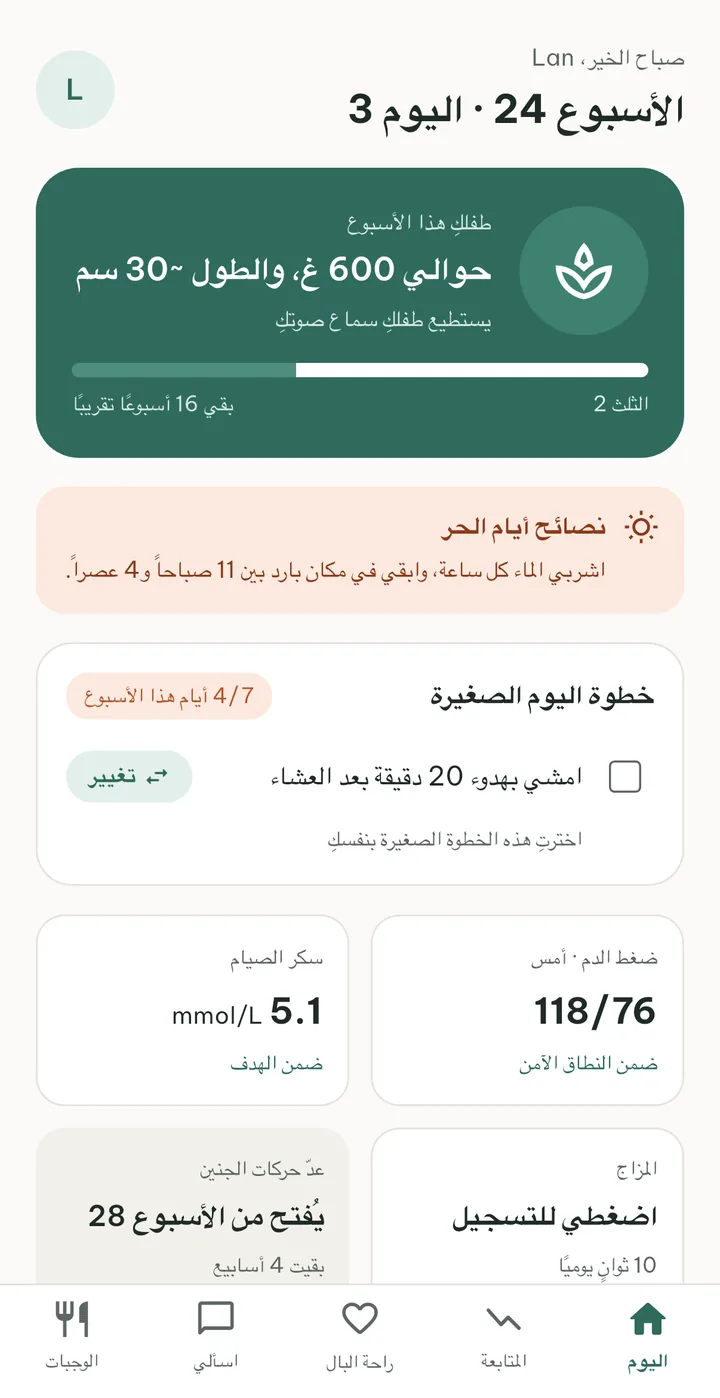 صباح الخير، Lan
الأسبوع 24 · اليوم 3
L
طفلكِ هذا الأسبوع
حوالي 600 غ، والطول ~30 سم
يستطيع طفلكِ سماع صوتكِ
الثلث 2
بقي 16 أسبوعًا تقريبًا
نصائح أيام الحر
اشربي الماء كل ساعة، وابقي في مكان بارد بين 11 صباحاً و4 عصراً.
خطوة اليوم الصغيرة
4/7 أيام هذا الأسبوع
امشي بهدوء 20 دقيقة بعد العشاء
تغيير
اخترتِ هذه الخطوة الصغيرة بنفسكِ
ضغط الدم · أمس
118/76
ضمن النطاق الآمن
سكر الصيام
5.1 mmol/L
ضمن الهدف
المزاج
اضغطي للتسجيل
10 ثوانٍ يوميًا
عدّ حركات الجنين
يُفتح من الأسبوع 28
بقيت 4 أسابيع
اليوم
المتابعة
راحة البال
اسألي
الوجبات